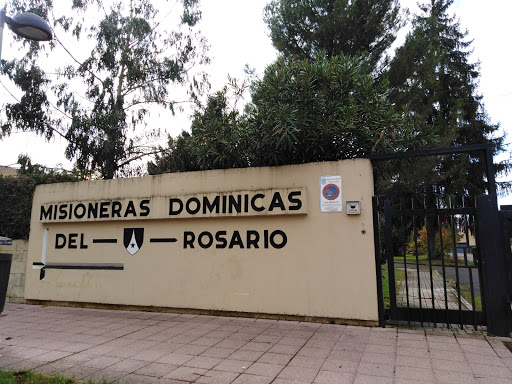 MISIONERAS DOMINICAS
DEL — — ROSARIO